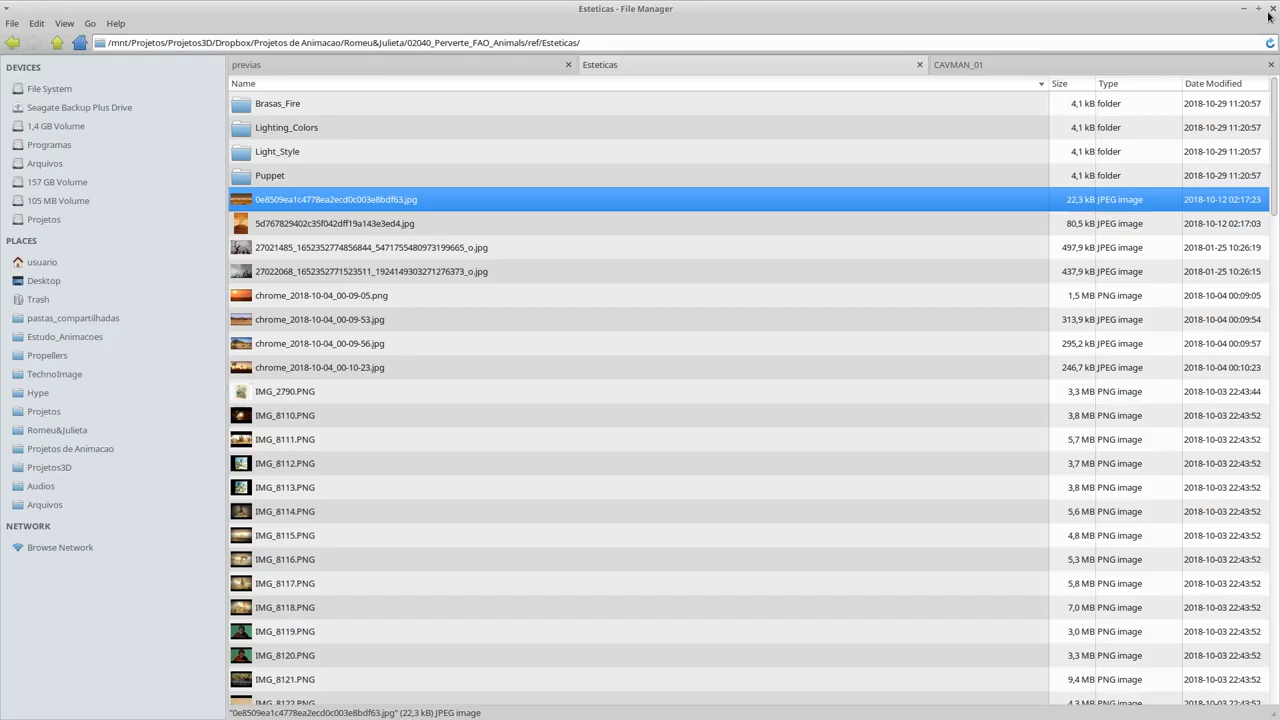 Esteticas - File Manager
File Edit View Go Help
/mnt/Projetos/Projetos3D/Dropbox/Projetos de Animacao/Romeu&Julieta/02040_Perverte_FAO_Animals/ref/Esteticas/
DEVICES
File System
Seagate Backup Plus Drive
1,4 GB Volume
Programas
Arquivos
157 GB Volume
105 MB Volume
Projetos
PLACES
usuario
Desktop
Trash
pastas_compartilhadas
Estudo_Animacoes
Propellers
TechnoImage
Hype
Projetos
Romeu&Julieta
Projetos de Animacao
Projetos3D
Audios
Arquivos
NETWORK
Browse Network
previas Esteticas CAVMAN_01
Name Size Type Date Modified
Brasas_Fire 4,1 kB folder 2018-10-29 11:20:57
Lighting_Colors 4,1 kB folder 2018-10-29 11:20:57
Light_Style 4,1 kB folder 2018-10-29 11:20:57
Puppet 4,1 kB folder 2018-10-29 11:20:57
0e8509ea1c4778ea2ecd0c003e8bdf63.jpg 22,3 kB JPEG image 2018-10-12 02:17:23
5d767829402c35f042dff19a143e3ed4.jpg 80,5 kB JPEG image 2018-10-12 02:17:03
27021485_1652352774856844_5471755480973199665_o.jpg 497,9 kB JPEG image 2018-01-25 10:26:19
27022068_1652352771523511_1924149303271276373_o.jpg 437,9 kB JPEG image 2018-01-25 10:26:15
chrome_2018-10-04_00-09-05.png 1,5 MB PNG image 2018-10-04 00:09:05
chrome_2018-10-04_00-09-53.jpg 313,9 kB JPEG image 2018-10-04 00:09:54
chrome_2018-10-04_00-09-56.jpg 295,2 kB JPEG image 2018-10-04 00:09:57
chrome_2018-10-04_00-10-23.jpg 246,7 kB JPEG image 2018-10-04 00:10:23
IMG_2790.PNG 3,3 MB PNG image 2018-10-03 22:43:44
IMG_8110.PNG 3,8 MB PNG image 2018-10-03 22:43:52
IMG_8111.PNG 5,7 MB PNG image 2018-10-03 22:43:52
IMG_8112.PNG 3,7 MB PNG image 2018-10-03 22:43:52
IMG_8113.PNG 3,8 MB PNG image 2018-10-03 22:43:52
IMG_8114.PNG 5,6 MB PNG image 2018-10-03 22:43:52
IMG_8115.PNG 4,8 MB PNG image 2018-10-03 22:43:52
IMG_8116.PNG 5,3 MB PNG image 2018-10-03 22:43:52
IMG_8117.PNG 5,8 MB PNG image 2018-10-03 22:43:52
IMG_8118.PNG 7,0 MB PNG image 2018-10-03 22:43:52
IMG_8119.PNG 3,0 MB PNG image 2018-10-03 22:43:52
IMG_8120.PNG 3,3 MB PNG image 2018-10-03 22:43:52
IMG_8121.PNG 9,4 MB PNG image 2018-10-03 22:43:52
IMG_8122.PNG 4,3 MB PNG image 2018-10-03 22:43:52
"0e8509ea1c4778ea2ecd0c003e8bdf63.jpg" (22,3 kB) JPEG image